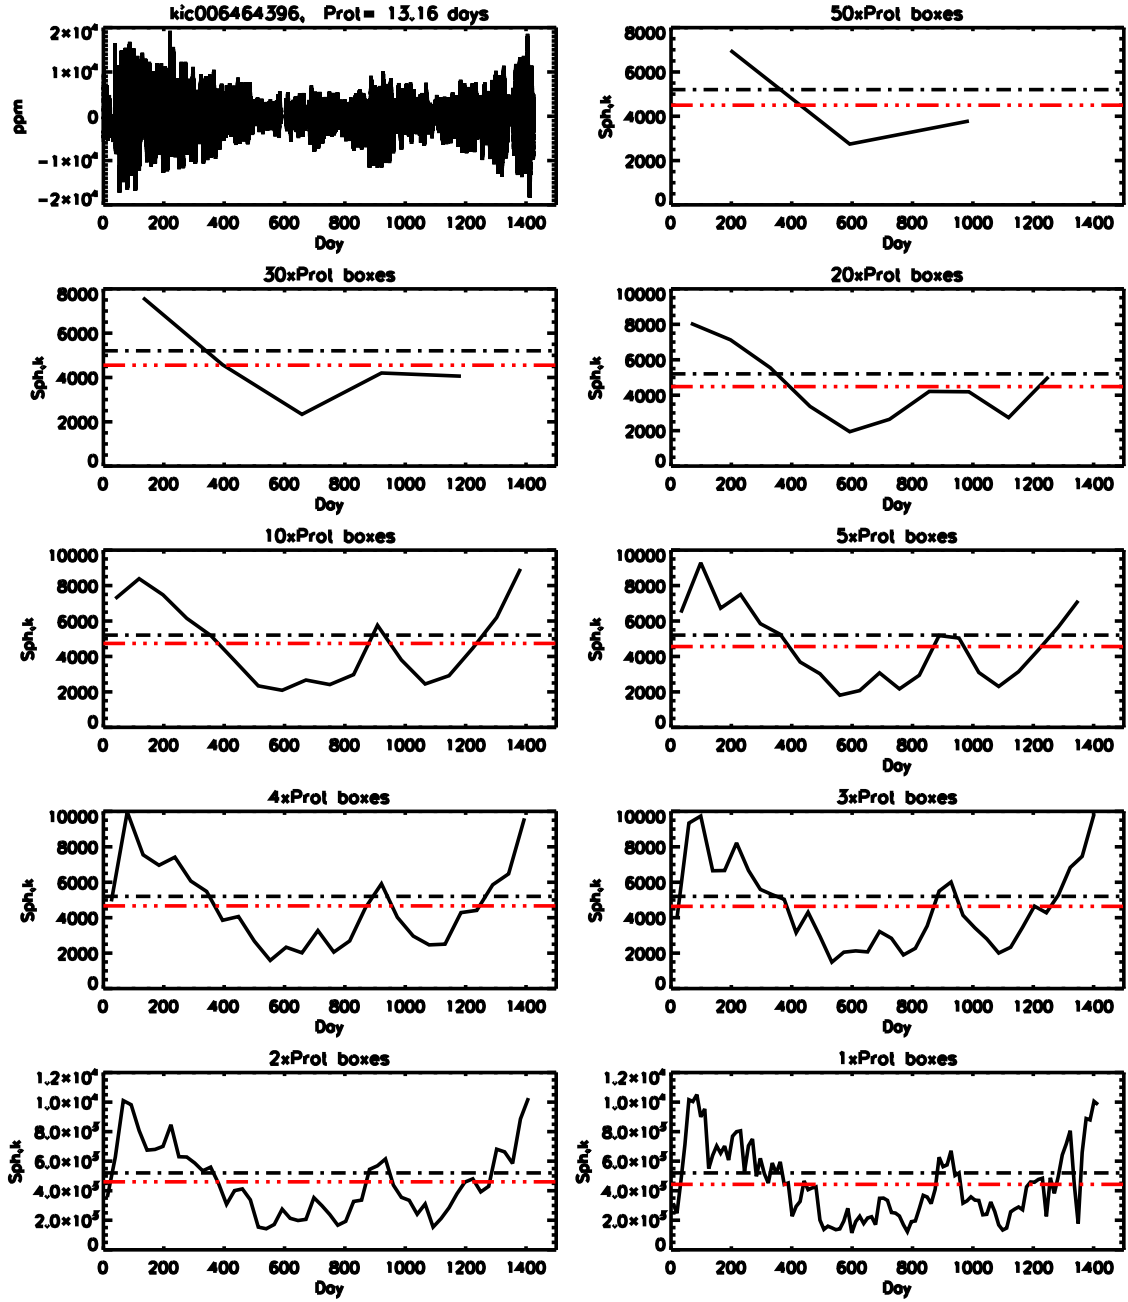 kic006464396, Prot= 13.16 days
2×10⁴
1×10⁴
0
−1×10⁴
−2×10⁴
ppm
0 200 400 600 800 1000 1200 1400
Day
50xProt boxes
8000
6000
4000
2000
0
Sph,k
0 200 400 600 800 1000 1200 1400
Day
30xProt boxes
8000
6000
4000
2000
0
Sph,k
0 200 400 600 800 1000 1200 1400
Day
20xProt boxes
10000
8000
6000
4000
2000
0
Sph,k
0 200 400 600 800 1000 1200 1400
Day
10xProt boxes
10000
8000
6000
4000
2000
0
Sph,k
0 200 400 600 800 1000 1200 1400
5xProt boxes
10000
8000
6000
4000
2000
0
Sph,k
0 200 400 600 800 1000 1200 1400
Day
4xProt boxes
10000
8000
6000
4000
2000
0
Sph,k
0 200 400 600 800 1000 1200 1400
Day
3xProt boxes
10000
8000
6000
4000
2000
0
Sph,k
0 200 400 600 800 1000 1200 1400
Day
2xProt boxes
1.2×10⁴
1.0×10⁴
8.0×10³
6.0×10³
4.0×10³
2.0×10³
0
Sph,k
0 200 400 600 800 1000 1200 1400
Day
1xProt boxes
1.2×10⁴
1.0×10⁴
8.0×10³
6.0×10³
4.0×10³
2.0×10³
0
Sph,k
0 200 400 600 800 1000 1200 1400
Day